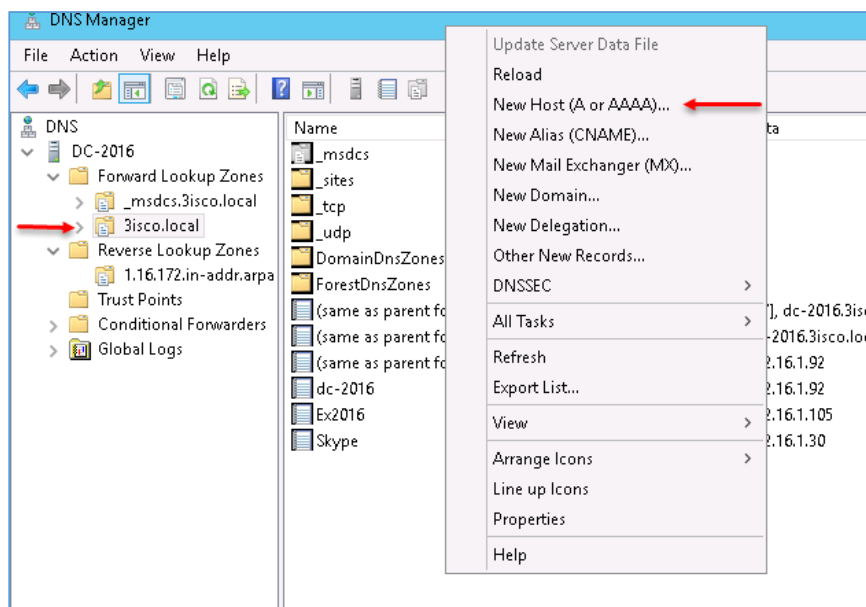 DNS Manager
File Action View Help
DNS
DC-2016
Forward Lookup Zones
_msdcs.3isco.local
3isco.local
Reverse Lookup Zones
1.16.172.in-addr.arpa
Trust Points
Conditional Forwarders
Global Logs
Name
_msdcs
_sites
_tcp
_udp
DomainDnsZones
ForestDnsZones
(same as parent fo
(same as parent fo
(same as parent fo
dc-2016
Ex2016
Skype
Update Server Data File
Reload
New Host (A or AAAA)...
New Alias (CNAME)...
New Mail Exchanger (MX)...
New Domain...
New Delegation...
Other New Records...
DNSSEC
All Tasks
Refresh
Export List...
View
Arrange Icons
Line up Icons
Properties
Help
ta
'], dc-2016.3isc
-2016.3isco.loc
2.16.1.92
2.16.1.92
2.16.1.105
2.16.1.30